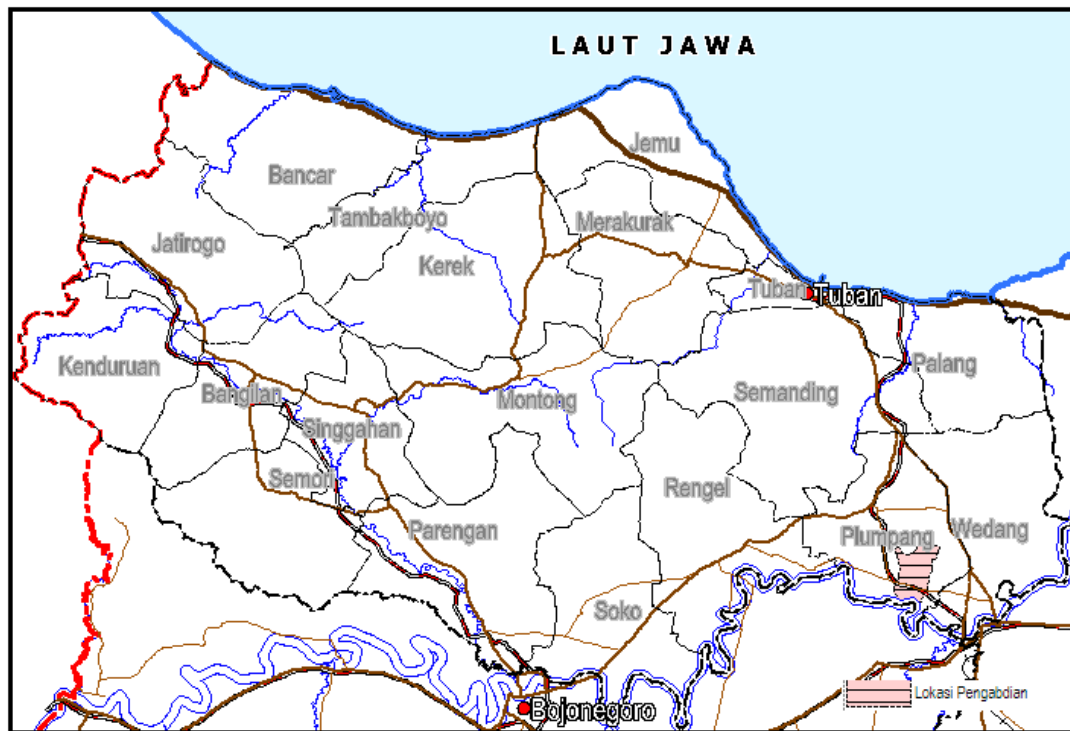 LAUT JAWA
Jemu
Bancar
Tambakboyo
Merakurak
Jatirogo
Kerek
Tuban
Tuban
Kenduruan
Palang
Bangilan
Montong
Semanding
Singgahan
Semori
Rengel
Parengan
Plumpang
Wedang
Soko
Lokasi Pengabdian
Bojonegoro